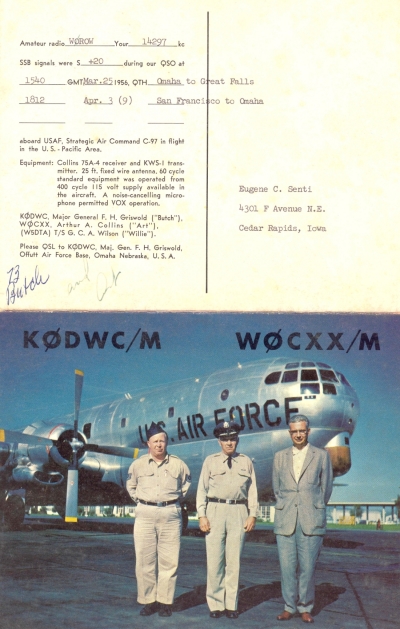 Amateur radio WØROW Your 14297 kc
SSB signals were S +20 during our QSO at
1540 GMT Mar.25 1956, QTH Omaha to Great Falls
1812 Apr. 3 (9) San Francisco to Omaha
aboard USAF, Strategic Air Command C-97 in flight
in the U. S. - Pacific Area.
Equipment: Collins 75A-4 receiver and KWS-1 trans-
mitter. 25 ft. fixed wire antenna, 60 cycle
standard equipment was operated from
400 cycle 115 volt supply available in the
aircraft. A noise-cancelling micro-
phone permitted VOX operation.
KØDWC, Major General F. H. Griswold ("Butch"),
WØCXX, Arthur A. Collins ("Art"),
(W5DTA) T/S G. C. A. Wilson ("Willie").
Please QSL to KØDWC, Maj. Gen. F. H. Griswold,
Offutt Air Force Base, Omaha Nebraska, U. S. A.
73
Butch
and
Art
Eugene C. Senti
4301 F Avenue N.E.
Cedar Rapids, Iowa
KØDWC/M WØCXX/M
U.S. AIR FORCE